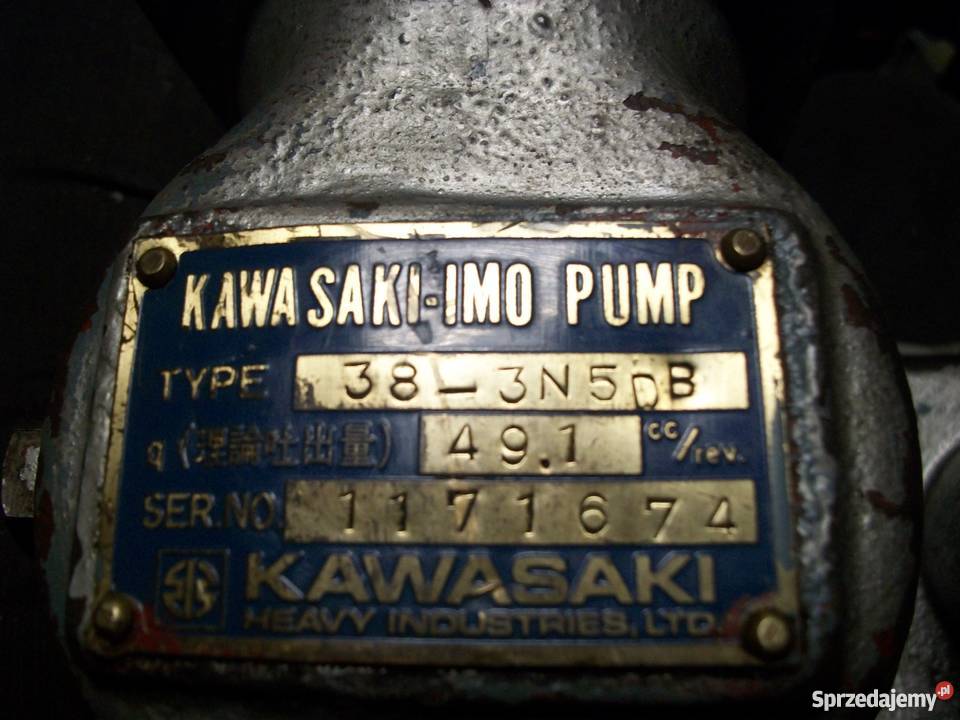 KAWASAKI-IMO PUMP
TYPE 38-3N5DB
q (理論吐出量) 49.1 cc/rev.
SER.NO. 1171674
KAWASAKI
HEAVY INDUSTRIES, LTD.
Sprzedajemy.pl